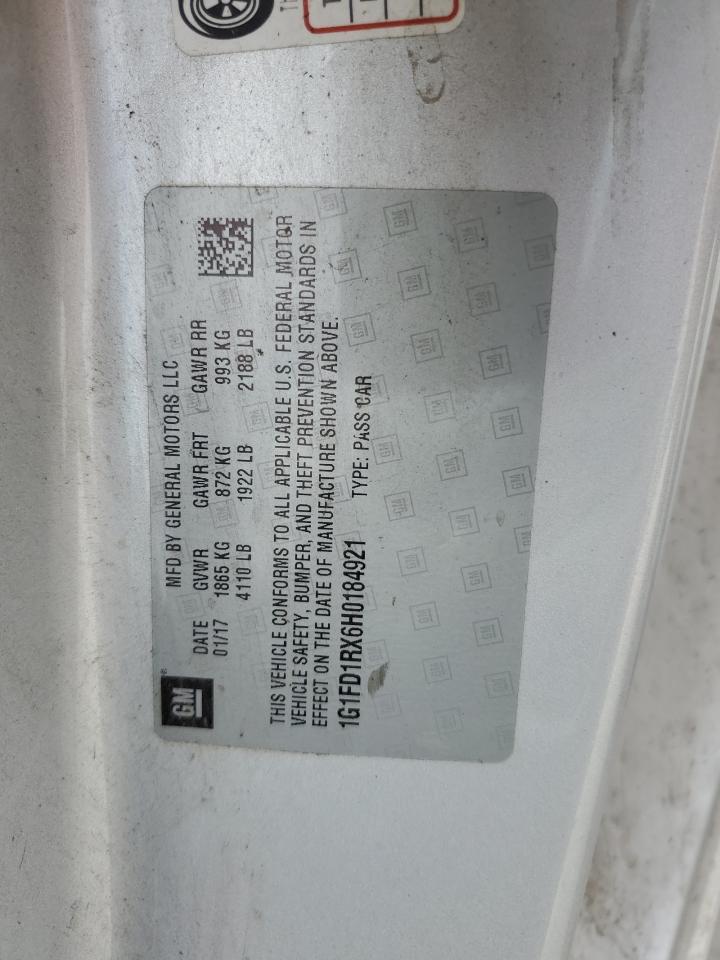 GM
MFD BY GENERAL MOTORS LLC
DATE GVWR GAWR FRT GAWR RR
01/17 1865 KG 872 KG 993 KG
4110 LB 1922 LB 2188 LB
THIS VEHICLE CONFORMS TO ALL APPLICABLE U.S. FEDERAL MOTOR
VEHICLE SAFETY, BUMPER, AND THEFT PREVENTION STANDARDS IN
EFFECT ON THE DATE OF MANUFACTURE SHOWN ABOVE.
1G1FD1RX6H0184921 TYPE: PASS CAR